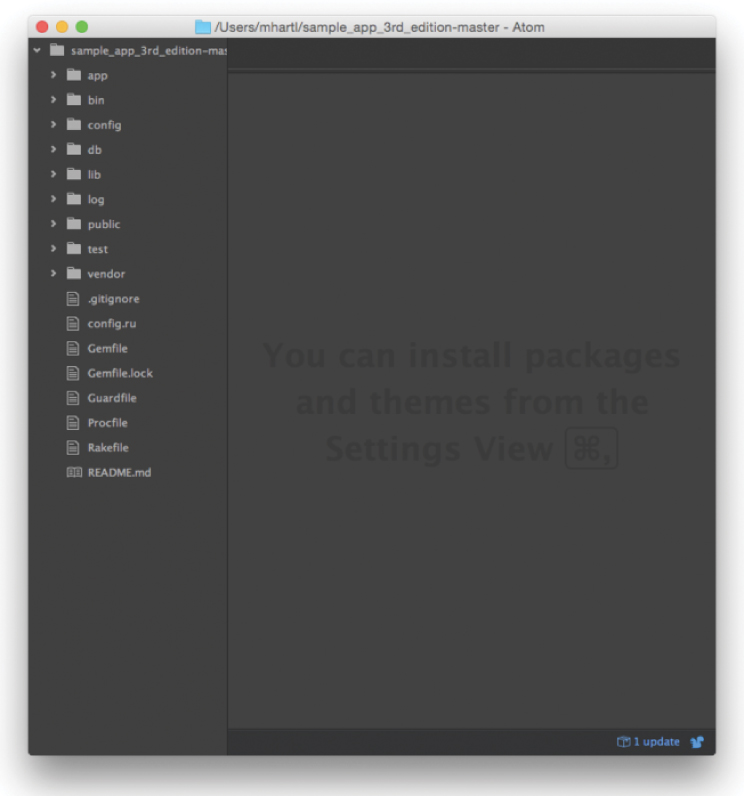 /Users/mhartl/sample_app_3rd_edition-master - Atom
sample_app_3rd_edition-mas
app
bin
config
db
lib
log
public
test
vendor
.gitignore
config.ru
Gemfile
Gemfile.lock
Guardfile
Procfile
Rakefile
README.md
You can install packages
and themes from the
Settings View ⌘,
1 update